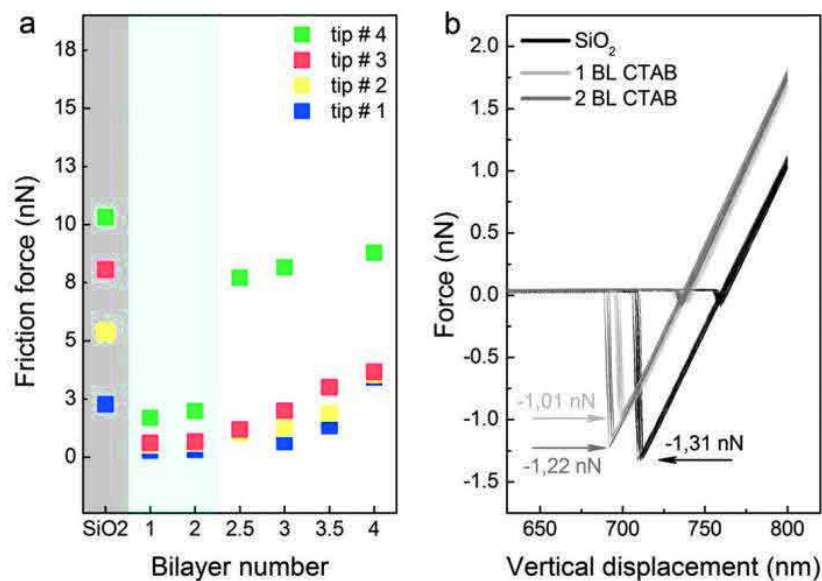 a
tip # 4
tip # 3
tip # 2
tip # 1
Friction force (nN)
18
15
13
10
8
5
3
0
SiO2 1 2 2.5 3 3.5 4
Bilayer number
b
SiO₂
1 BL CTAB
2 BL CTAB
Force (nN)
2.0
1.5
1.0
0.5
0.0
-0.5
-1.0
-1.5
-1,01 nN
-1,22 nN
-1,31 nN
650 700 750 800
Vertical displacement (nm)